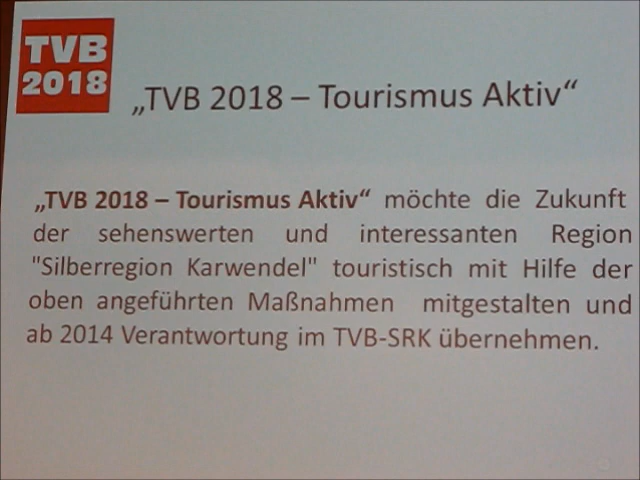 TVB
2018
„TVB 2018 – Tourismus Aktiv“
„TVB 2018 – Tourismus Aktiv“ möchte die Zukunft
der sehenswerten und interessanten Region
"Silberregion Karwendel" touristisch mit Hilfe der
oben angeführten Maßnahmen mitgestalten und
ab 2014 Verantwortung im TVB-SRK übernehmen.